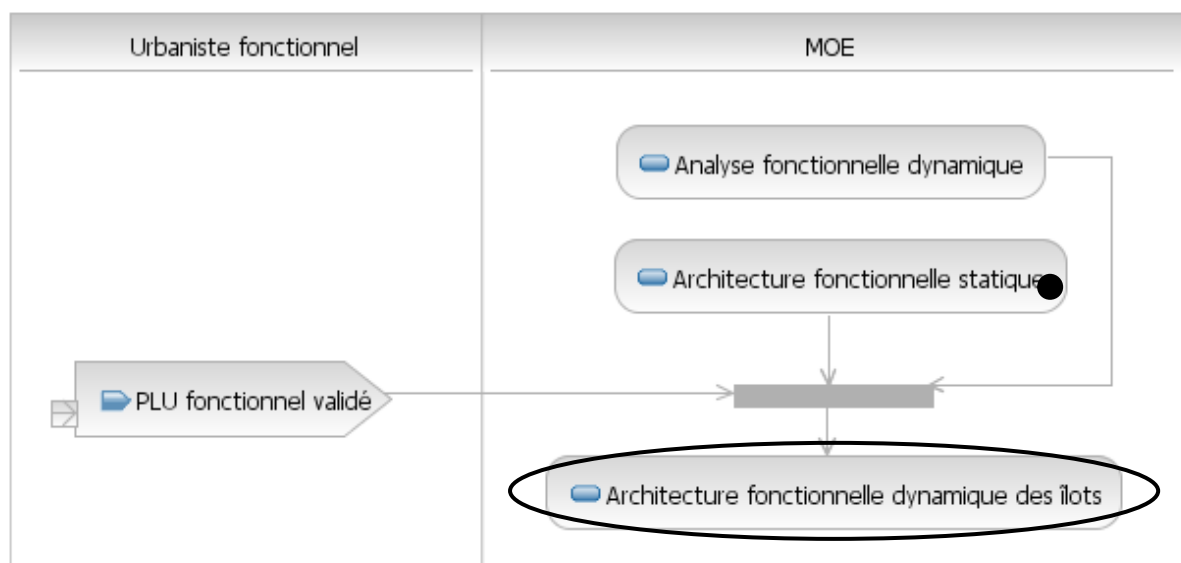 Urbaniste fonctionnel
MOE
Analyse fonctionnelle dynamique
Architecture fonctionnelle statique
PLU fonctionnel validé
Architecture fonctionnelle dynamique des îlots